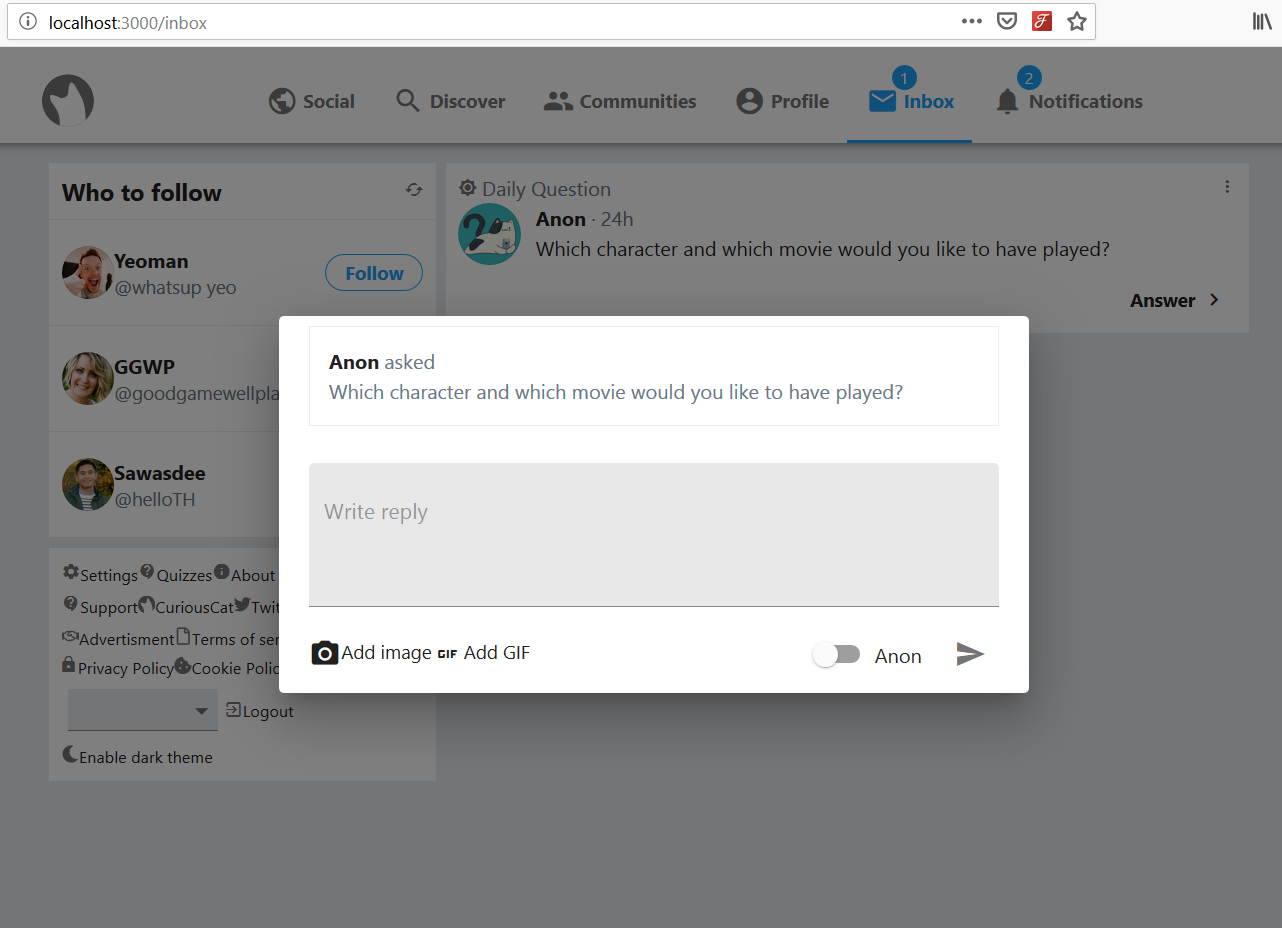 localhost:3000/inbox
Social
Discover
Communities
Profile
1
Inbox
2
Notifications
Who to follow
Yeoman
@whatsup yeo
Follow
GGWP
@goodgamewellpla
Sawasdee
@helloTH
Settings Quizzes About
Support CuriousCat Twit
Advertisment Terms of ser
Privacy Policy Cookie Polic
Logout
Enable dark theme
Daily Question
Anon · 24h
Which character and which movie would you like to have played?
Answer
Anon asked
Which character and which movie would you like to have played?
Write reply
Add image GIF Add GIF
Anon